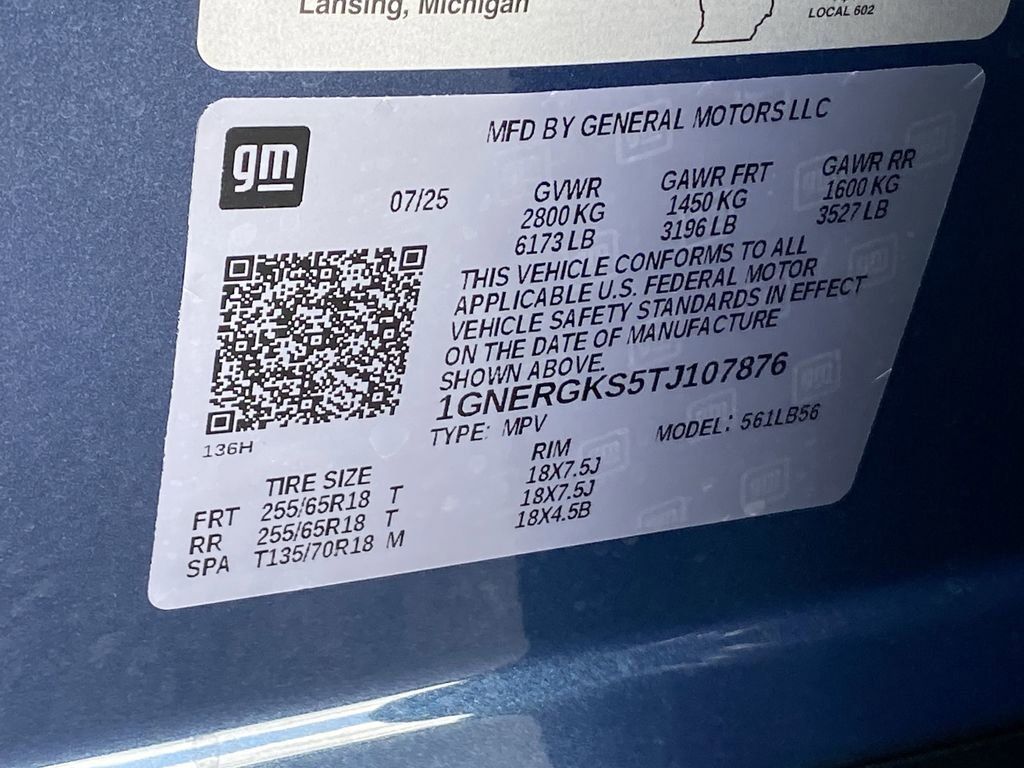 Lansing, Michigan
LOCAL 602
gm
MFD BY GENERAL MOTORS LLC
07/25
GVWR
2800 KG
6173 LB
GAWR FRT
1450 KG
3196 LB
GAWR RR
1600 KG
3527 LB
THIS VEHICLE CONFORMS TO ALL
APPLICABLE U.S. FEDERAL MOTOR
VEHICLE SAFETY STANDARDS IN EFFECT
ON THE DATE OF MANUFACTURE
SHOWN ABOVE.
1GNERGKS5TJ107876
TYPE: MPV
MODEL: 561LB56
136H
TIRE SIZE
RIM
FRT 255/65R18 T 18X7.5J
RR 255/65R18 T 18X7.5J
SPA T135/70R18 M 18X4.5B